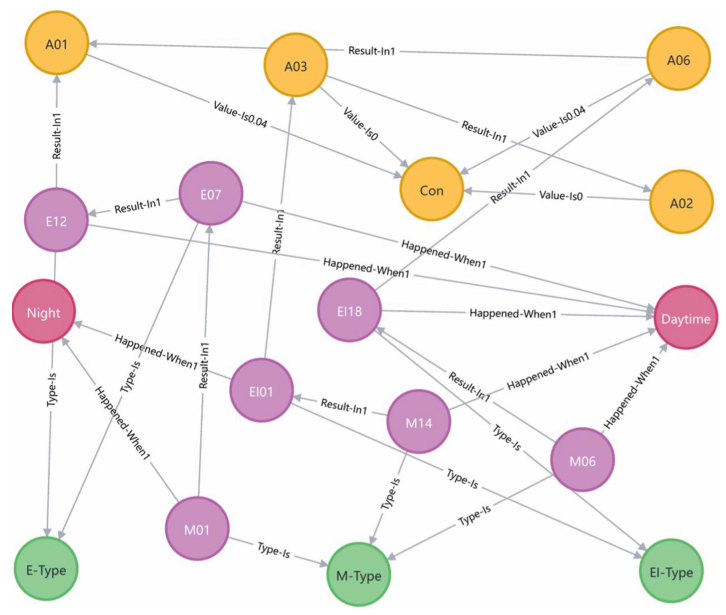 A01
A03
Result-In1
A06
Value-Is0.04
Value-Is0
Result-In1
Value-Is0.04
Result-In1
Con
Result-In1
Value-Is0
A02
E12
Result-In1
E07
Result-In1
Happened-When1
Happened-When1
Night
EI18
Happened-When1
Daytime
Happened-When1
Type-Is
Result-In1
Type-Is
Happened-When1
EI01
Result-In1
M14
Result-In1
Happened-When1
Happened-When1
Type-Is
M06
Type-Is
Type-Is
Type-Is
M01
Type-Is
E-Type
M-Type
EI-Type